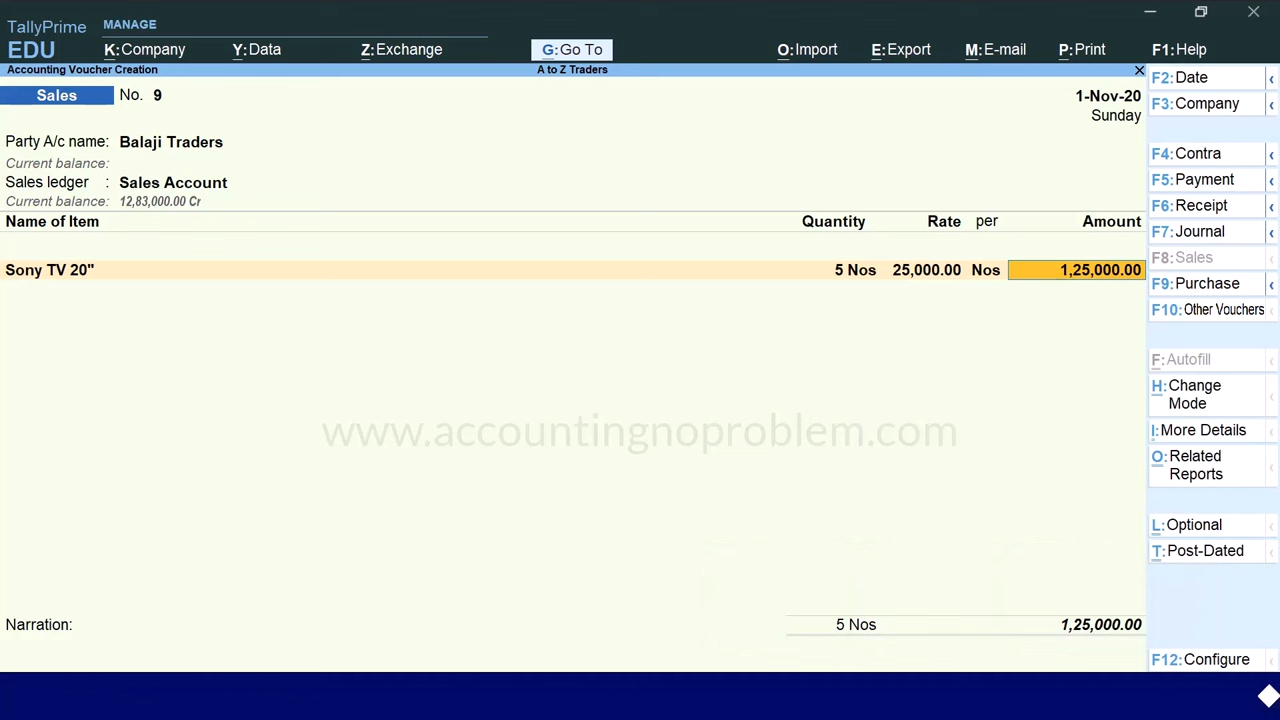 TallyPrime MANAGE
EDU K:Company Y:Data Z:Exchange G:Go To O:Import E:Export M:E-mail P:Print F1:Help
Accounting Voucher Creation A to Z Traders
Sales No. 9 1-Nov-20
Sunday
Party A/c name: Balaji Traders
Current balance:
Sales ledger : Sales Account
Current balance: 12,83,000.00 Cr
Name of Item Quantity Rate per Amount
Sony TV 20" 5 Nos 25,000.00 Nos 1,25,000.00
www.accountingnoproblem.com
Narration: 5 Nos 1,25,000.00
F2:Date
F3:Company
F4:Contra
F5:Payment
F6:Receipt
F7:Journal
F8:Sales
F9:Purchase
F10:Other Vouchers
F:Autofill
H:Change
Mode
I:More Details
O:Related
Reports
L:Optional
T:Post-Dated
F12:Configure